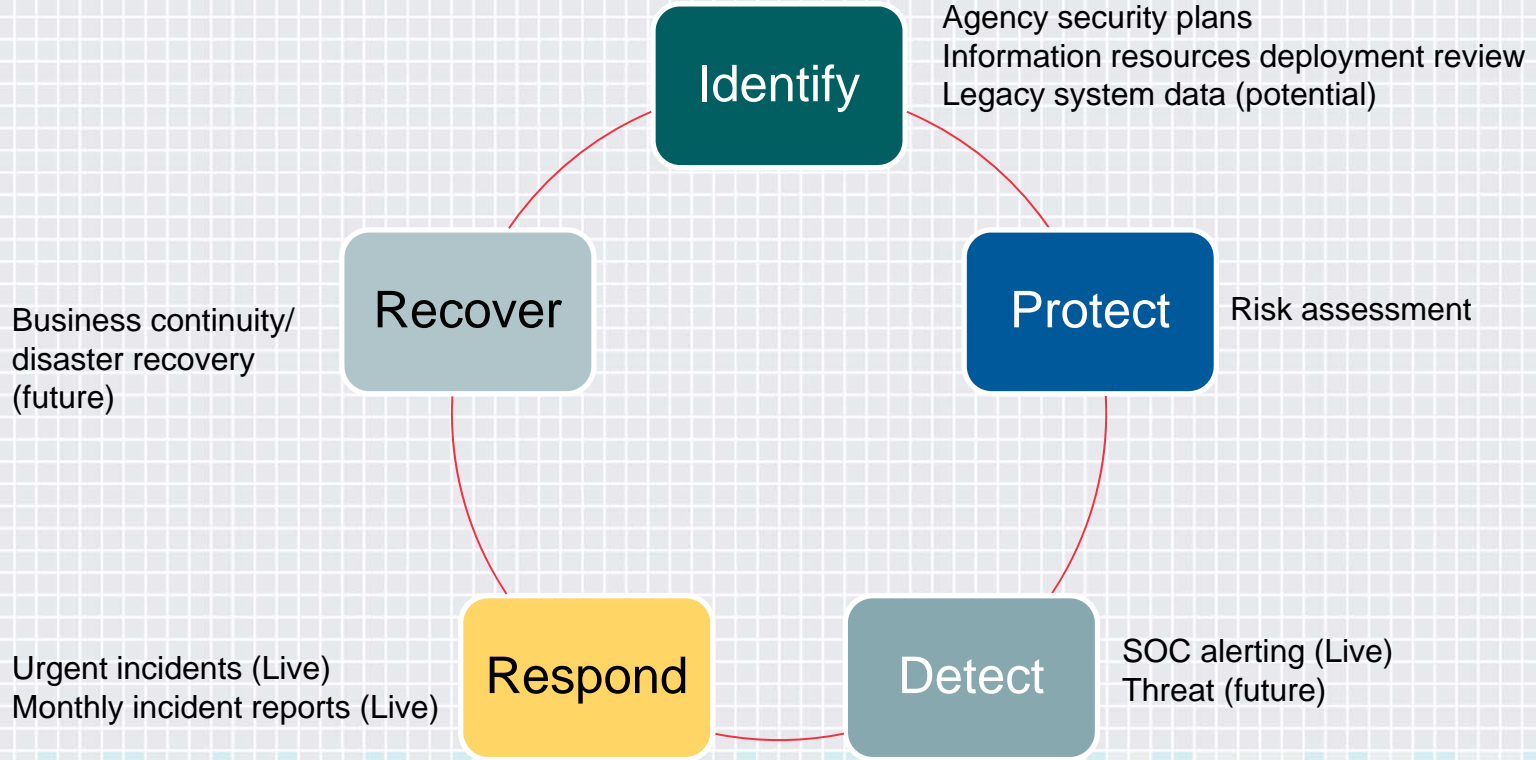 Identify
Agency security plans
Information resources deployment review
Legacy system data (potential)
Protect
Risk assessment
Detect
SOC alerting (Live)
Threat (future)
Respond
Urgent incidents (Live)
Monthly incident reports (Live)
Recover
Business continuity/
disaster recovery
(future)